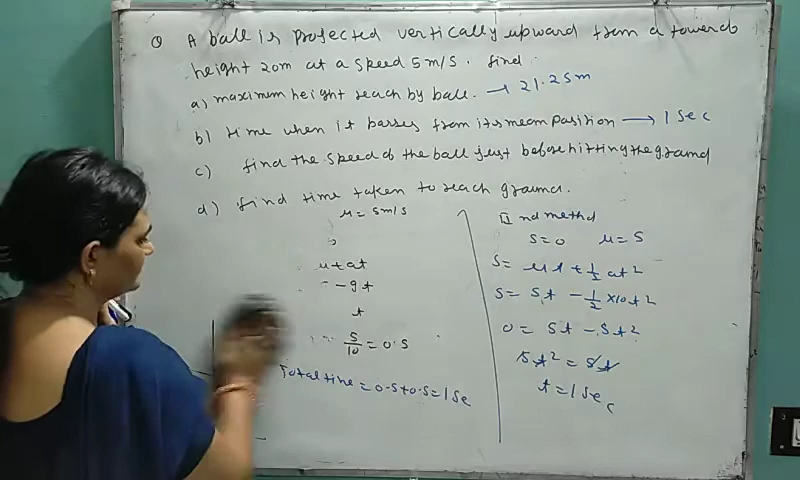 Q A ball is projected vertically upward from a towerb
height 20m at a speed 5m/s. find
a) maximum height reach by ball. → 21.25m
b) time when it passes from its mean position → 1 sec
c) find the speed of the ball just before hitting the ground
d) find time taken to reach ground.
u = 5m/s
u + at
- gt
t
5/10 = 0.5
Total time = 0.5+0.5=1 Se
II nd method
S=0 u=5
S= ut + 1/2 at²
S= 5t - 1/2 x10t²
0 = 5t - 5t²
5t² = 5t
t = 1 Sec